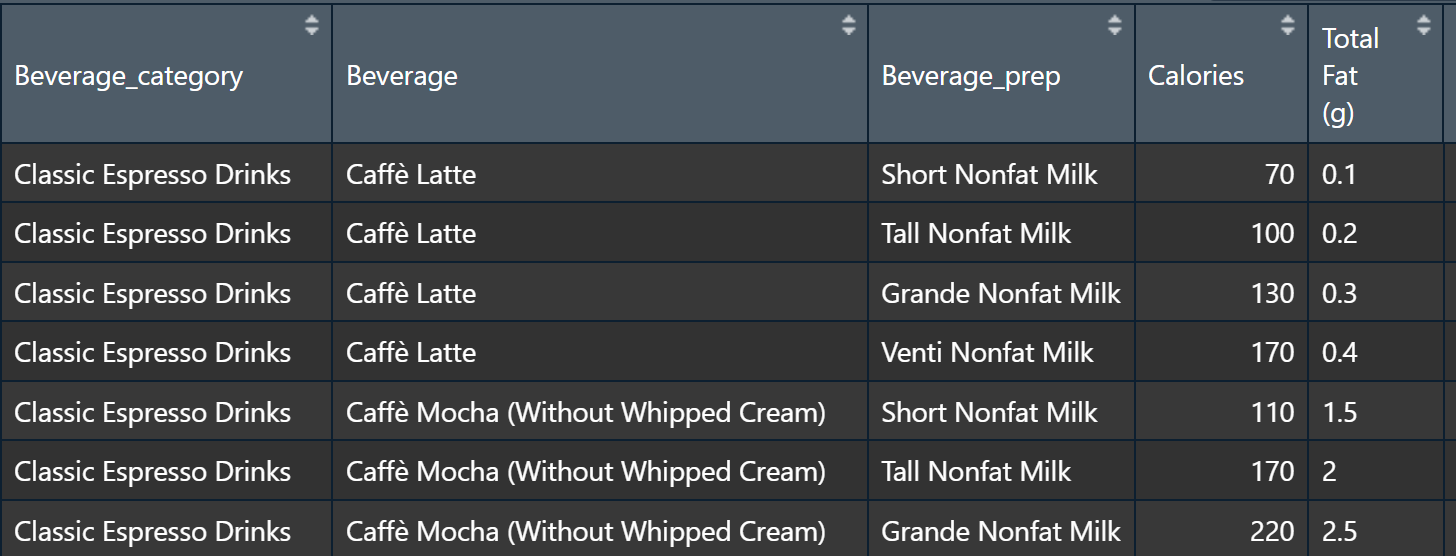 Beverage_category Beverage Beverage_prep Calories Total Fat (g)
Classic Espresso Drinks Caffè Latte Short Nonfat Milk 70 0.1
Classic Espresso Drinks Caffè Latte Tall Nonfat Milk 100 0.2
Classic Espresso Drinks Caffè Latte Grande Nonfat Milk 130 0.3
Classic Espresso Drinks Caffè Latte Venti Nonfat Milk 170 0.4
Classic Espresso Drinks Caffè Mocha (Without Whipped Cream) Short Nonfat Milk 110 1.5
Classic Espresso Drinks Caffè Mocha (Without Whipped Cream) Tall Nonfat Milk 170 2
Classic Espresso Drinks Caffè Mocha (Without Whipped Cream) Grande Nonfat Milk 220 2.5